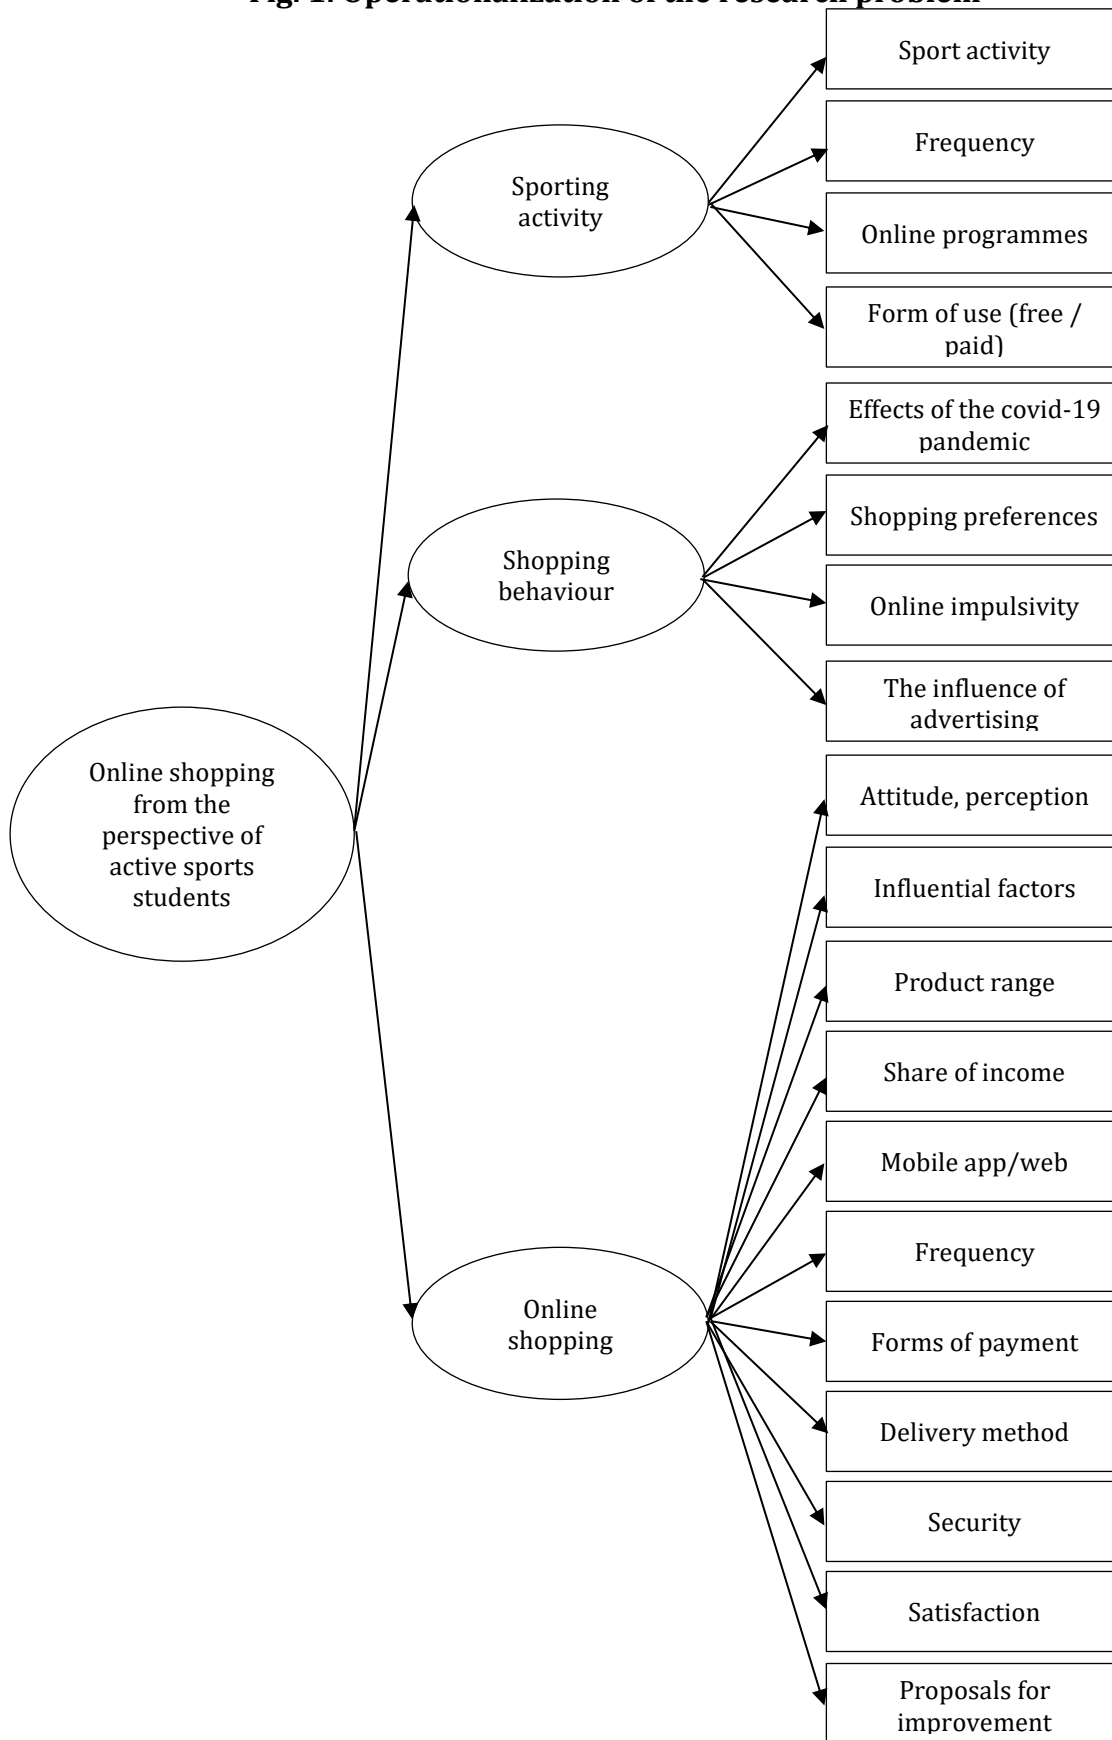 Fig. 1: Operationalization of the research problem
Sport activity
Frequency
Online programmes
Form of use (free /
paid)
Sporting
activity
Effects of the covid-19
pandemic
Shopping preferences
Online impulsivity
The influence of
advertising
Shopping
behaviour
Online shopping
from the
perspective of
active sports
students
Attitude, perception
Influential factors
Product range
Share of income
Mobile app/web
Frequency
Forms of payment
Delivery method
Security
Satisfaction
Proposals for
improvement
Online
shopping